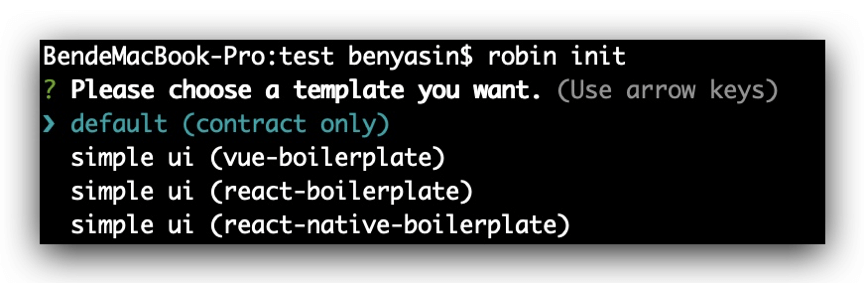 BendeMacBook-Pro:test benyasin$ robin init
? Please choose a template you want. (Use arrow keys)
❯ default (contract only)
simple ui (vue-boilerplate)
simple ui (react-boilerplate)
simple ui (react-native-boilerplate)